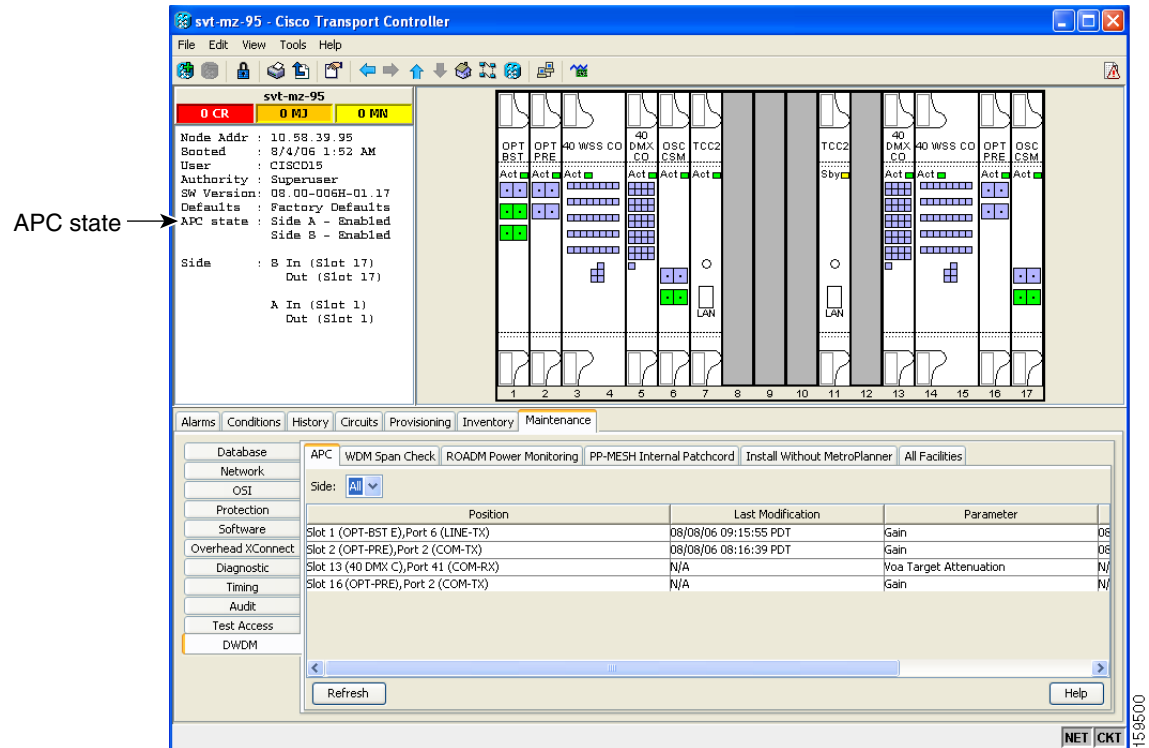 svt-mz-95 - Cisco Transport Controller
File Edit View Tools Help
svt-mz-95
0 CR 0 MJ 0 MN
Node Addr : 10.58.39.95
Booted : 8/4/06 1:52 AM
User : CISCO15
Authority : Superuser
SW Version: 08.00-006H-01.17
Defaults : Factory Defaults
APC state : Side A - Enabled
Side B - Enabled
Side : B In (Slot 17)
Out (Slot 17)
A In (Slot 1)
Out (Slot 1)
APC state
OPT BST
OPT PRE
40 WSS CO
40 DMX CO
OSC CSM
TCC2
TCC2
40 DMX CO
40 WSS CO
OPT PRE
OSC CSM
Act Act Act Act Act Act Sby Act Act Act Act
LAN LAN
1 2 3 4 5 6 7 8 9 10 11 12 13 14 15 16 17
Alarms Conditions History Circuits Provisioning Inventory Maintenance
Database
Network
OSI
Protection
Software
Overhead XConnect
Diagnostic
Timing
Audit
Test Access
DWDM
APC WDM Span Check ROADM Power Monitoring PP-MESH Internal Patchcord Install Without MetroPlanner All Facilities
Side: All
Position Last Modification Parameter
Slot 1 (OPT-BST E),Port 6 (LINE-TX) 08/08/06 09:15:55 PDT Gain 08
Slot 2 (OPT-PRE),Port 2 (COM-TX) 08/08/06 08:16:39 PDT Gain 08
Slot 13 (40 DMX C),Port 41 (COM-RX) N/A Voa Target Attenuation N/
Slot 16 (OPT-PRE),Port 2 (COM-TX) N/A Gain N/
Refresh Help
NET CKT
159500